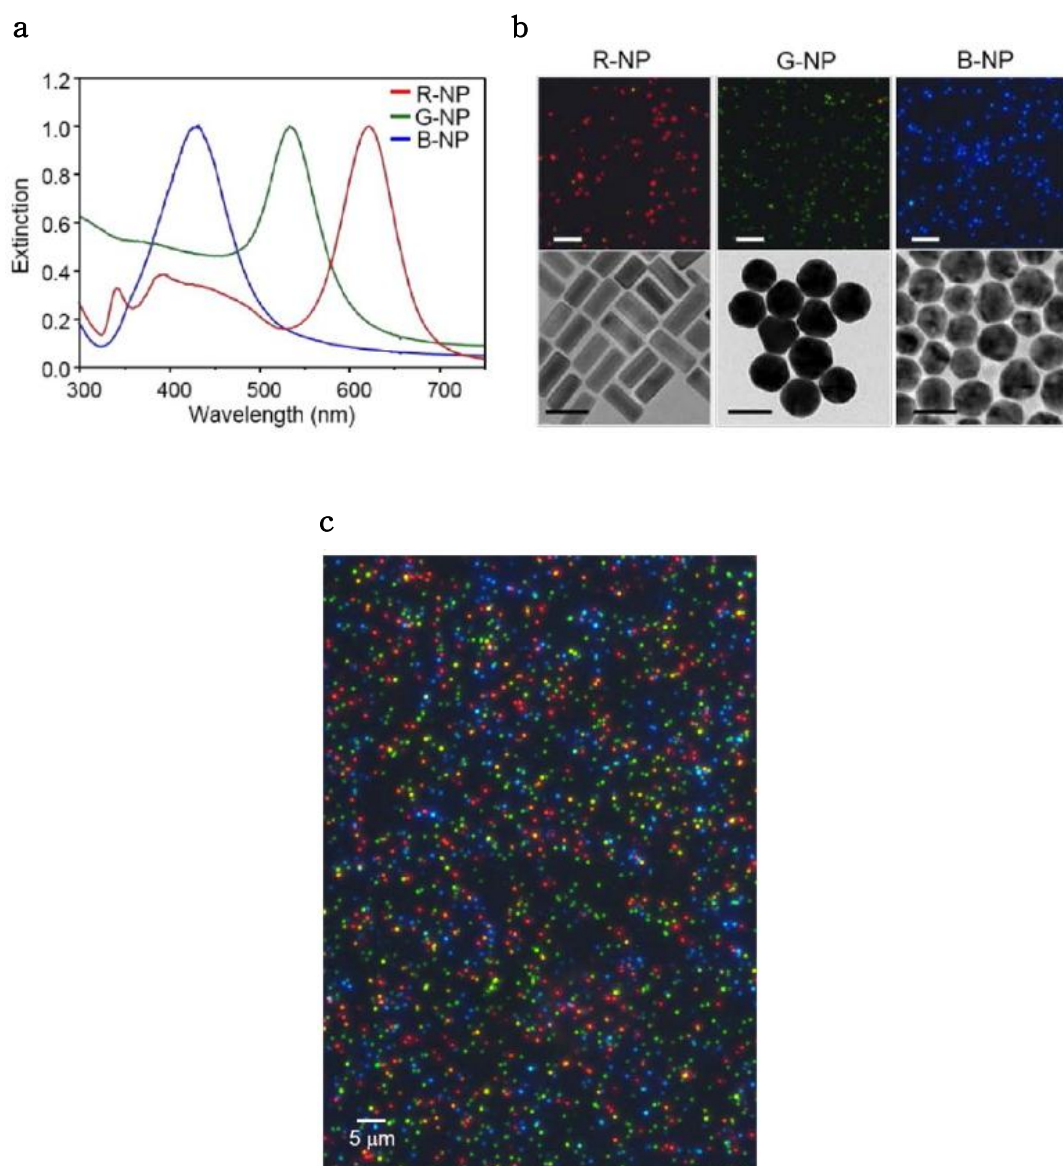 a
1.2
1.0
0.8
0.6
0.4
0.2
0.0
Extinction
300
400
500
600
700
Wavelength (nm)
R-NP
G-NP
B-NP
b
R-NP
G-NP
B-NP
c
5 μm